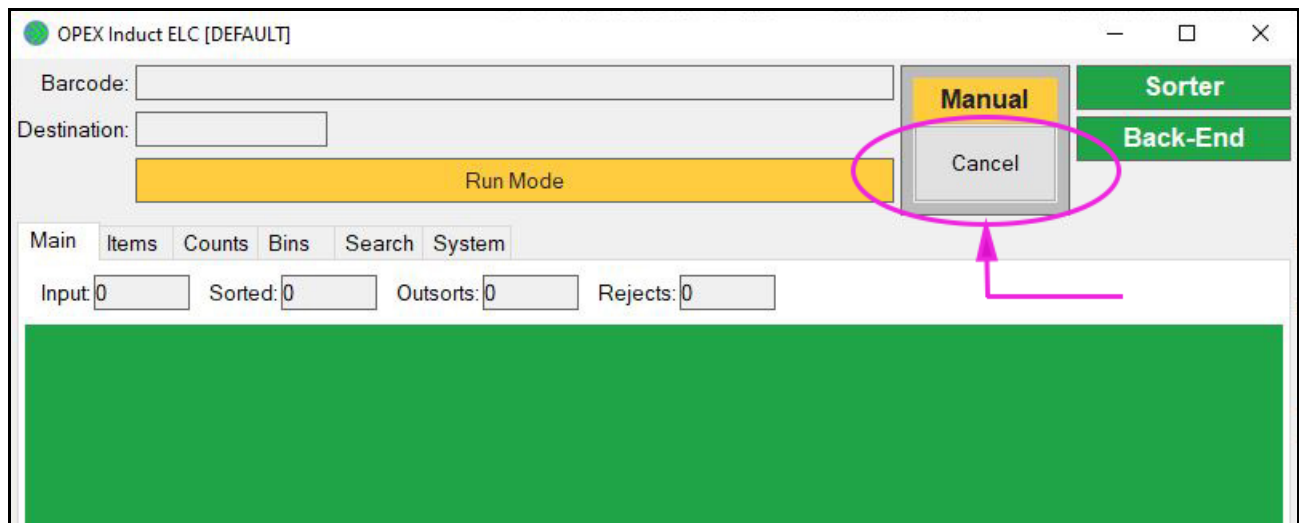 OPEX Induct ELC [DEFAULT]
Barcode:
Manual
Sorter
Destination:
Back-End
Cancel
Run Mode
Main Items Counts Bins Search System
Input: 0 Sorted: 0 Outsorts: 0 Rejects: 0